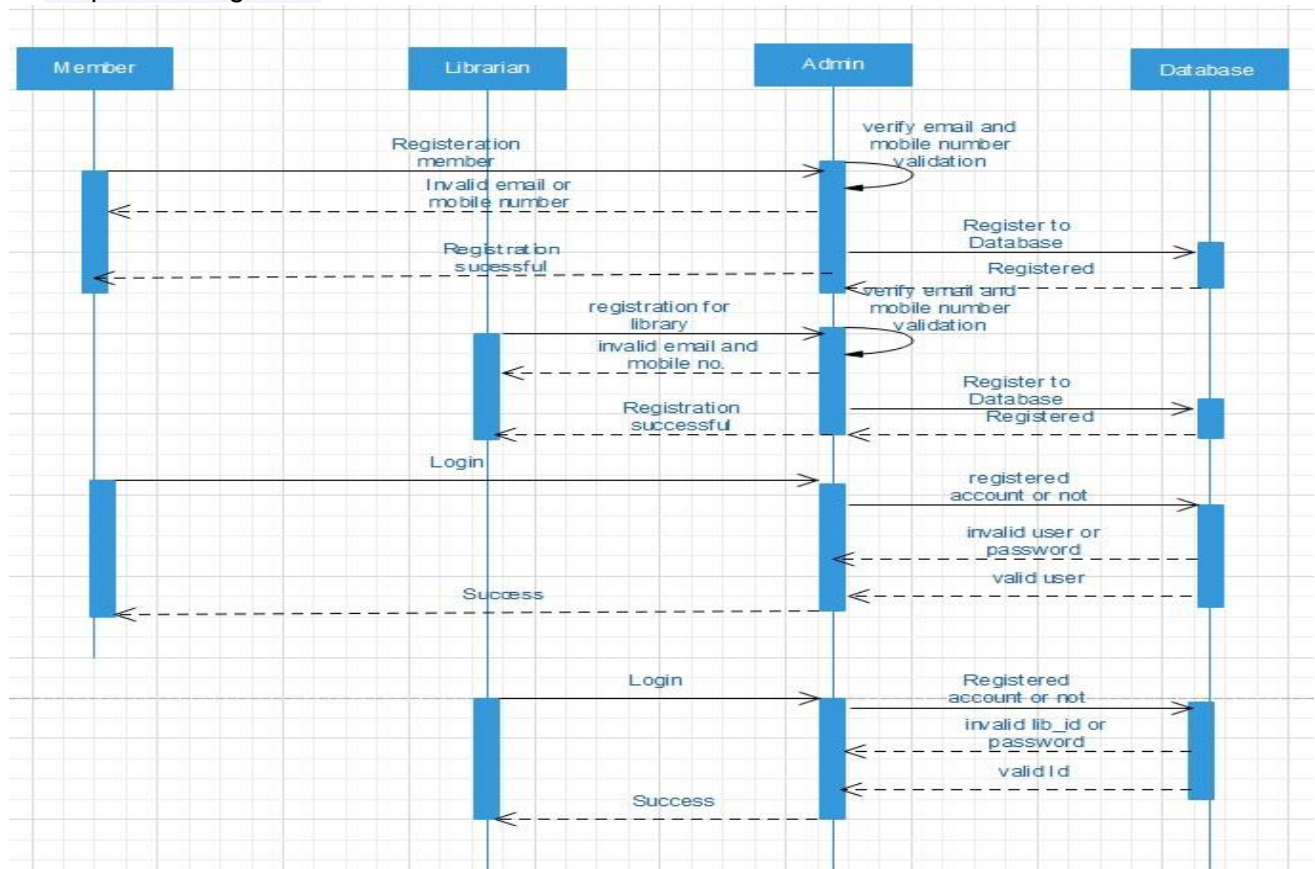 Member
Librarian
Admin
Database
verify email and
mobile number
validation
Registeration
member
Invalid email or
mobile number
Register to
Database
Registration
sucessful
Registered
verify email and
mobile number
validation
registration for
library
invalid email and
mobile no.
Register to
Database
Registered
Registration
successful
Login
registered
account or not
invalid user or
password
valid user
Success
Login
Registered
account or not
invalid lib_id or
password
valid Id
Success